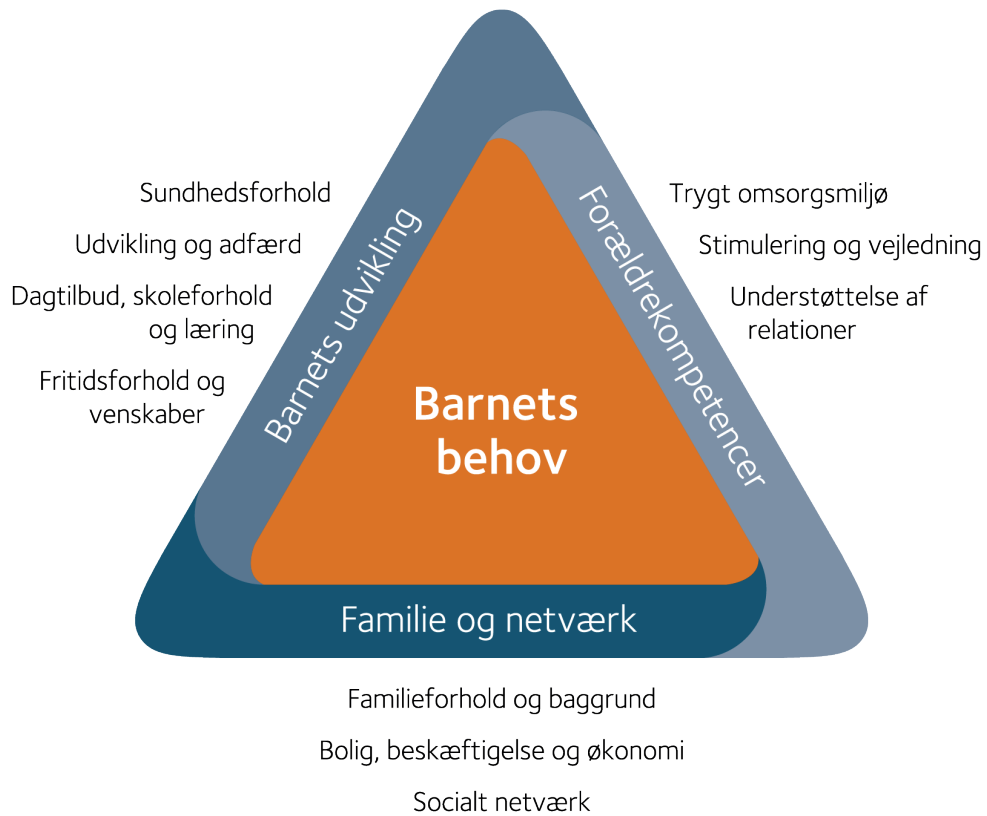 Sundhedsforhold
Udvikling og adfærd
Dagtilbud, skoleforhold
og læring
Fritidsforhold og
venskaber
Barnets udvikling
Barnets
behov
Forældrekompetencer
Trygt omsorgsmiljø
Stimulering og vejledning
Understøttelse af
relationer
Familie og netværk
Familieforhold og baggrund
Bolig, beskæftigelse og økonomi
Socialt netværk